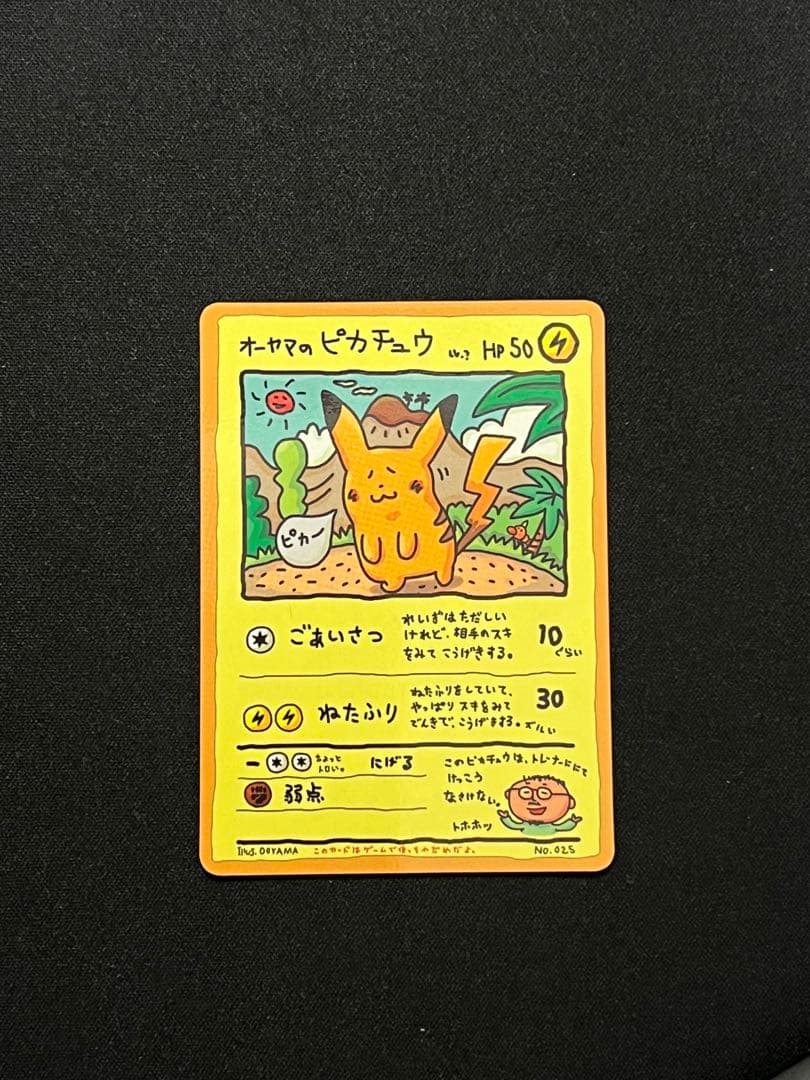 オーヤマの ピカチュウ LV.? HP 50
ピカー
ごあいさつ
れいぎはただしい
けれど、相手のスキ
をみて こうげきする。
10
ぐらい
ねたふり
ねたふりをしていて、
やっぱり スキをみて
でんきで、こうげきする。
30
ズルい
ちょっと
トロい。
にげる
弱点
このピカチュウは、トレーナーににて
けっこう
なさけない。
トホホッ
Illus. OOYAMA このカードはゲームで使っちゃだめだよ。 NO. 025